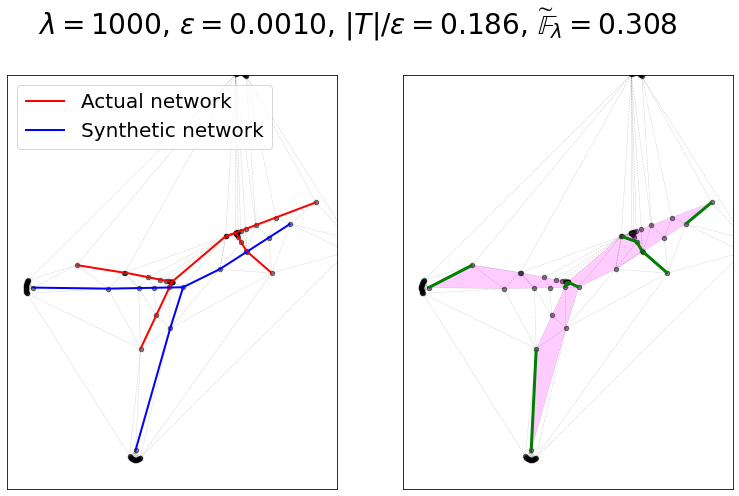 λ = 1000, ε = 0.0010, |T|/ε = 0.186, 𝔽̃_λ = 0.308
Actual network
Synthetic network